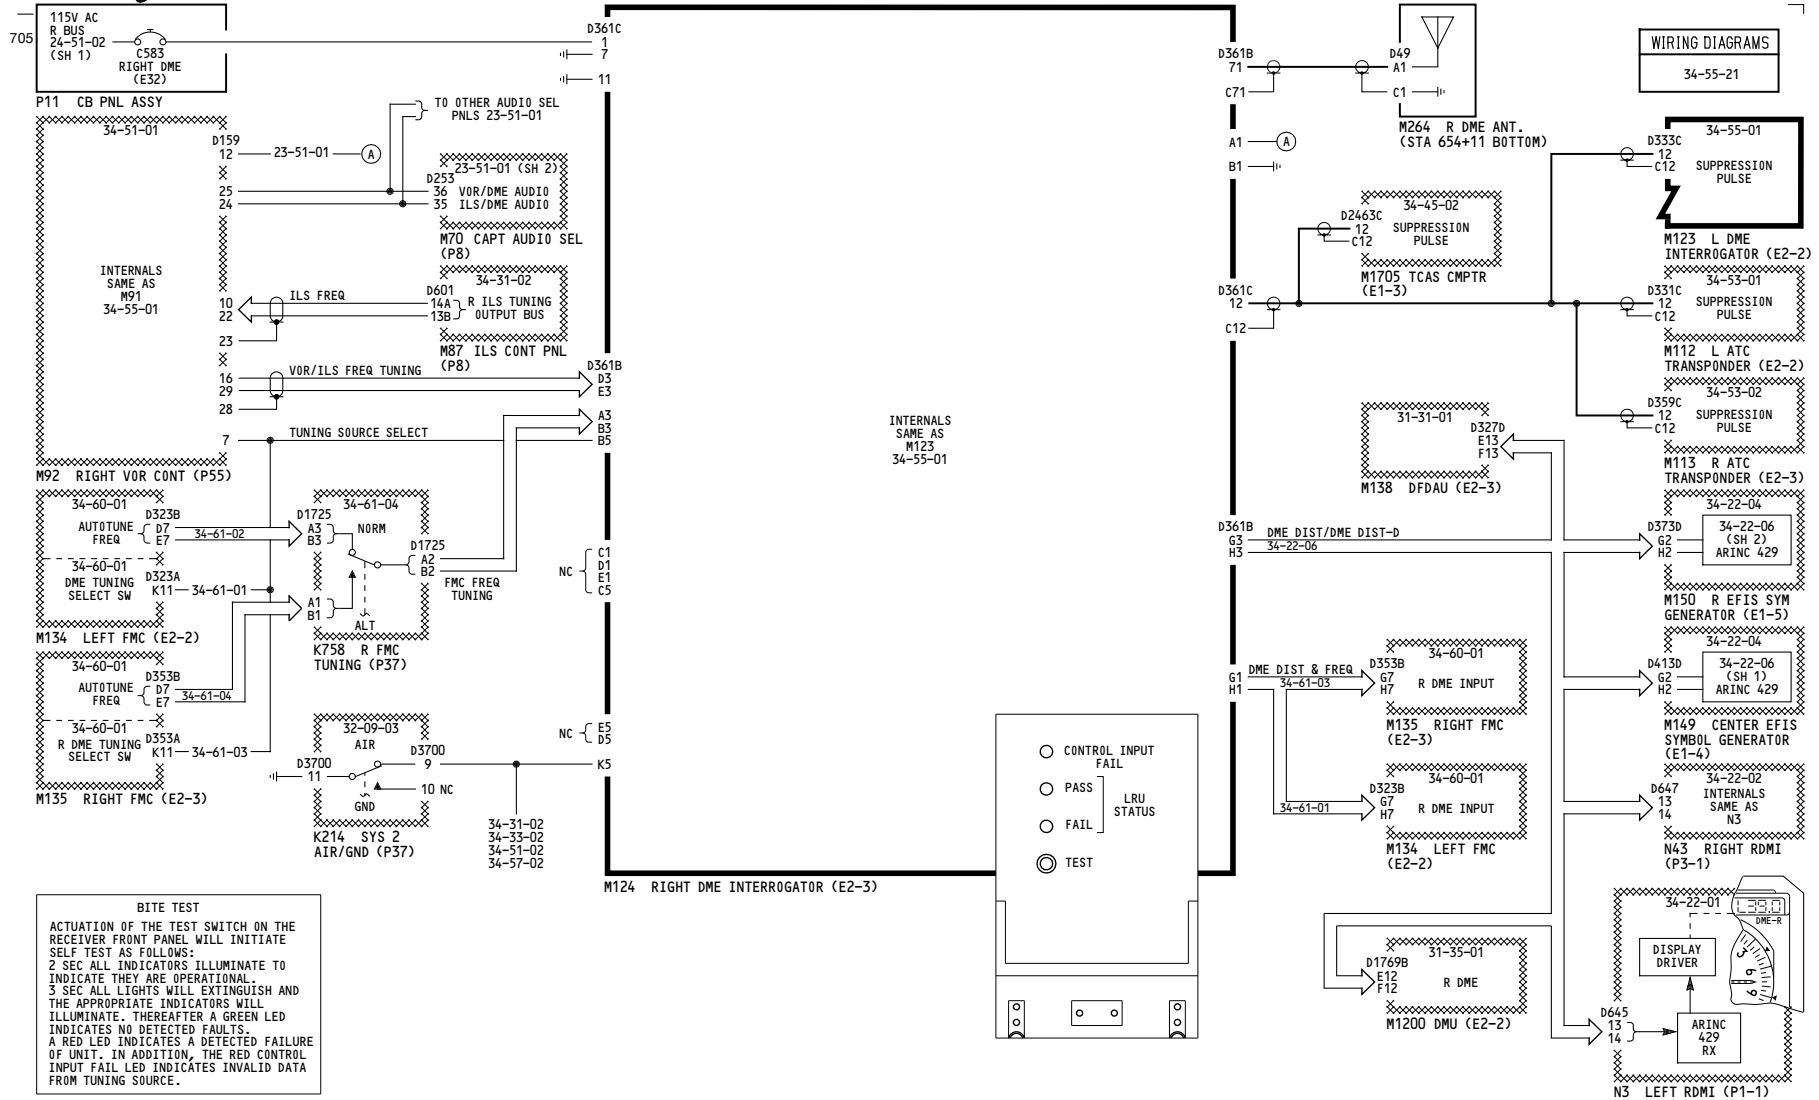 705
115V AC
R BUS
24-51-02
(SH 1)
C583
RIGHT DME
(E32)
P11 CB PNL ASSY
34-51-01
D159
12
23-51-01
A
25
24
INTERNALS
SAME AS
M91
34-55-01
10
22
ILS FREQ
23
16
29
VOR/ILS FREQ TUNING
28
7
TUNING SOURCE SELECT
M92 RIGHT VOR CONT (P55)
TO OTHER AUDIO SEL
PNLS 23-51-01
23-51-01 (SH 2)
D253
36 VOR/DME AUDIO
35 ILS/DME AUDIO
M70 CAPT AUDIO SEL
(P8)
34-31-02
D601
14A
13B
R ILS TUNING
OUTPUT BUS
M87 ILS CONT PNL
(P8)
34-60-01
D323B
AUTOTUNE
FREQ
D7
E7
34-61-02
34-60-01
DME TUNING
SELECT SW
D323A
K11
34-61-01
M134 LEFT FMC (E2-2)
34-60-01
D353B
AUTOTUNE
FREQ
D7
E7
34-61-04
34-60-01
R DME TUNING
SELECT SW
D353A
K11
34-61-03
M135 RIGHT FMC (E2-3)
34-61-04
D1725
A3
B3
NORM
D1725
A2
B2
A1
B1
ALT
K758 R FMC
TUNING (P37)
FMC FREQ
TUNING
32-09-03
AIR
D3700
11
D3700
9
10 NC
GND
K214 SYS 2
AIR/GND (P37)
34-31-02
34-33-02
34-51-02
34-57-02
D361C
1
7
11
D361B
D3
E3
A3
B3
B5
NC
C1
D1
E1
C5
NC
E5
D5
K5
INTERNALS
SAME AS
M123
34-55-01
M124 RIGHT DME INTERROGATOR (E2-3)
CONTROL INPUT
FAIL
PASS
FAIL
LRU
STATUS
TEST
D361B
71
C71
A1
A
B1
D361C
12
C12
D361B
G3
H3
DME DIST/DME DIST-D
34-22-06
G1
H1
DME DIST & FREQ
34-61-03
34-61-01
D49
A1
C1
M264 R DME ANT.
(STA 654+11 BOTTOM)
34-45-02
D2463C
12
C12
SUPPRESSION
PULSE
M1705 TCAS CMPTR
(E1-3)
31-31-01
D327D
E13
F13
M138 DFDAU (E2-3)
34-60-01
D353B
G7
H7
R DME INPUT
M135 RIGHT FMC
(E2-3)
34-60-01
D323B
G7
H7
R DME INPUT
M134 LEFT FMC
(E2-2)
31-35-01
D1769B
E12
F12
R DME
M1200 DMU (E2-2)
WIRING DIAGRAMS
34-55-21
34-55-01
D333C
12
C12
SUPPRESSION
PULSE
M123 L DME
INTERROGATOR (E2-2)
34-53-01
D331C
12
C12
SUPPRESSION
PULSE
M112 L ATC
TRANSPONDER (E2-2)
34-53-02
D359C
12
C12
SUPPRESSION
PULSE
M113 R ATC
TRANSPONDER (E2-3)
34-22-04
D373D
G2
H2
34-22-06
(SH 2)
ARINC 429
M150 R EFIS SYM
GENERATOR (E1-5)
34-22-04
D413D
G2
H2
34-22-06
(SH 1)
ARINC 429
M149 CENTER EFIS
SYMBOL GENERATOR
(E1-4)
34-22-02
D647
13
14
INTERNALS
SAME AS
N3
N43 RIGHT RDMI
(P3-1)
34-22-01
L39.0
DME-R
3
6
9
DISPLAY
DRIVER
D645
13
14
ARINC
429
RX
N3 LEFT RDMI (P1-1)
BITE TEST
ACTUATION OF THE TEST SWITCH ON THE
RECEIVER FRONT PANEL WILL INITIATE
SELF TEST AS FOLLOWS:
2 SEC ALL INDICATORS ILLUMINATE TO
INDICATE THEY ARE OPERATIONAL.
3 SEC ALL LIGHTS WILL EXTINGUISH AND
THE APPROPRIATE INDICATORS WILL
ILLUMINATE. THEREAFTER A GREEN LED
INDICATES NO DETECTED FAULTS.
A RED LED INDICATES A DETECTED FAILURE
OF UNIT. IN ADDITION, THE RED CONTROL
INPUT FAIL LED INDICATES INVALID DATA
FROM TUNING SOURCE.